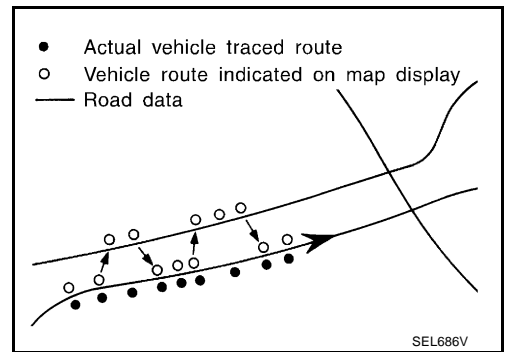 Actual vehicle traced route
Vehicle route indicated on map display
Road data
SEL686V